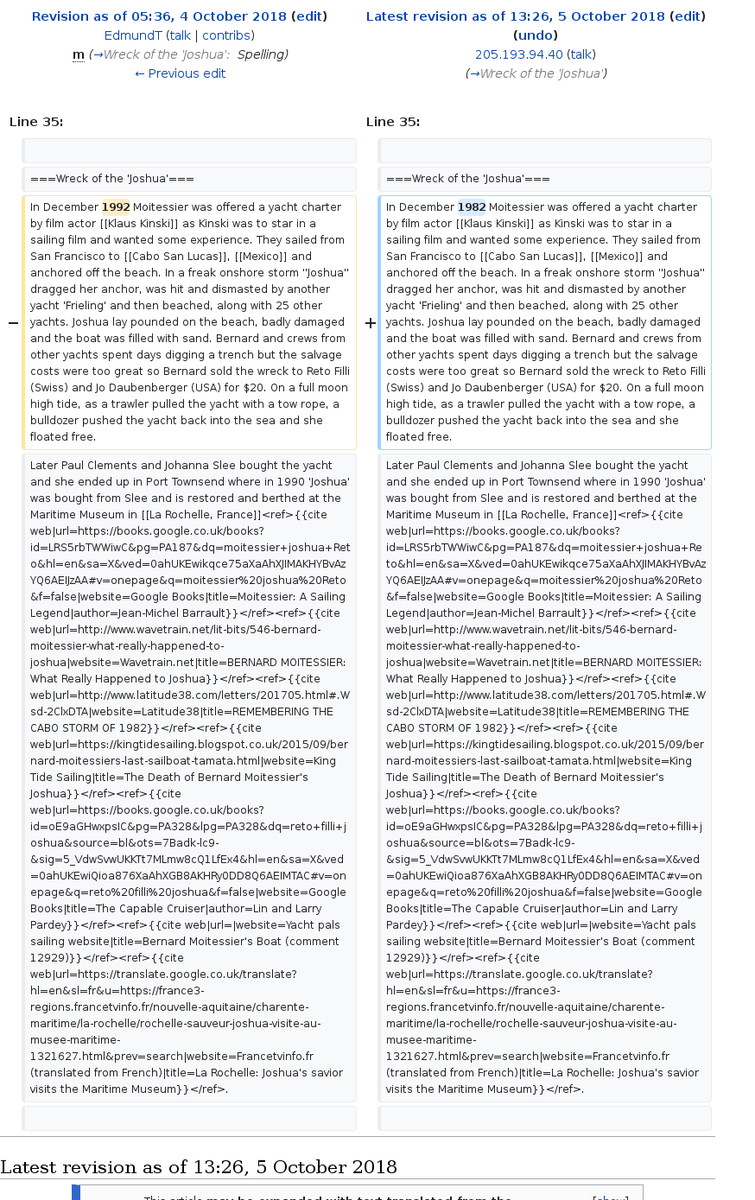 Revision as of 05:36, 4 October 2018 (edit)
EdmundT (talk | contribs)
m (→Wreck of the 'Joshua': Spelling)
← Previous edit
Latest revision as of 13:26, 5 October 2018 (edit)
(undo)
205.193.94.40 (talk)
(→Wreck of the 'Joshua')
Line 35:
Line 35:
===Wreck of the 'Joshua'===
===Wreck of the 'Joshua'===
−
In December 1992 Moitessier was offered a yacht charter
by film actor [[Klaus Kinski]] as Kinski was to star in a
sailing film and wanted some experience. They sailed from
San Francisco to [[Cabo San Lucas]], [[Mexico]] and
anchored off the beach. In a freak onshore storm ''Joshua''
dragged her anchor, was hit and dismasted by another
yacht 'Frieling' and then beached, along with 25 other
yachts. Joshua lay pounded on the beach, badly damaged
and the boat was filled with sand. Bernard and crews from
other yachts spent days digging a trench but the salvage
costs were too great so Bernard sold the wreck to Reto Filli
(Swiss) and Jo Daubenberger (USA) for $20. On a full moon
high tide, as a trawler pulled the yacht with a tow rope, a
bulldozer pushed the yacht back into the sea and she
floated free.
+
In December 1982 Moitessier was offered a yacht charter
by film actor [[Klaus Kinski]] as Kinski was to star in a
sailing film and wanted some experience. They sailed from
San Francisco to [[Cabo San Lucas]], [[Mexico]] and
anchored off the beach. In a freak onshore storm ''Joshua''
dragged her anchor, was hit and dismasted by another
yacht 'Frieling' and then beached, along with 25 other
yachts. Joshua lay pounded on the beach, badly damaged
and the boat was filled with sand. Bernard and crews from
other yachts spent days digging a trench but the salvage
costs were too great so Bernard sold the wreck to Reto Filli
(Swiss) and Jo Daubenberger (USA) for $20. On a full moon
high tide, as a trawler pulled the yacht with a tow rope, a
bulldozer pushed the yacht back into the sea and she
floated free.
Later Paul Clements and Johanna Slee bought the yacht
and she ended up in Port Townsend where in 1990 'Joshua'
was bought from Slee and is restored and berthed at the
Maritime Museum in [[La Rochelle, France]]<ref>{{cite
web|url=https://books.google.co.uk/books?
id=LRS5rbTWWiwC&pg=PA187&dq=moitessier+joshua+Ret
o&hl=en&sa=X&ved=0ahUKEwikqce75aXaAhXJIMAKHYBvAz
YQ6AEIJzAA#v=onepage&q=moitessier%20joshua%20Reto
&f=false|website=Google Books|title=Moitessier: A Sailing
Legend|author=Jean-Michel Barrault}}</ref><ref>{{cite
web|url=http://www.wavetrain.net/lit-bits/546-bernard-
moitessier-what-really-happened-to-
joshua|website=Wavetrain.net|title=BERNARD MOITESSIER:
What Really Happened to Joshua}}</ref><ref>{{cite
web|url=http://www.latitude38.com/letters/201705.html#.W
sd-2ClxDTA|website=Latitude38|title=REMEMBERING THE
CABO STORM OF 1982}}</ref><ref>{{cite
web|url=https://kingtidesailing.blogspot.co.uk/2015/09/ber
nard-moitessiers-last-sailboat-tamata.html|website=King
Tide Sailing|title=The Death of Bernard Moitessier's
Joshua}}</ref><ref>{{cite
web|url=https://books.google.co.uk/books?
id=oE9aGHwxpsIC&pg=PA328&lpg=PA328&dq=reto+filli+j
oshua&source=bl&ots=7Badk-lc9-
&sig=5_VdwSvwUKKTt7MLmw8cQ1LfEx4&hl=en&sa=X&ved
=0ahUKEwiQioa876XaAhXGB8AKHRy0DD8Q6AEIMTAC#v=on
epage&q=reto%20filli%20joshua&f=false|website=Google
Books|title=The Capable Cruiser|author=Lin and Larry
Pardey}}</ref><ref>{{cite web|url=|website=Yacht pals
sailing website|title=Bernard Moitessier's Boat (comment
12929)}}</ref><ref>{{cite
web|url=https://translate.google.co.uk/translate?
hl=en&sl=fr&u=https://france3-
regions.francetvinfo.fr/nouvelle-aquitaine/charente-
maritime/la-rochelle/rochelle-sauveur-joshua-visite-au-
musee-maritime-
1321627.html&prev=search|website=Francetvinfo.fr
(translated from French)|title=La Rochelle: Joshua's savior
visits the Maritime Museum}}</ref>.
Later Paul Clements and Johanna Slee bought the yacht
and she ended up in Port Townsend where in 1990 'Joshua'
was bought from Slee and is restored and berthed at the
Maritime Museum in [[La Rochelle, France]]<ref>{{cite
web|url=https://books.google.co.uk/books?
id=LRS5rbTWWiwC&pg=PA187&dq=moitessier+joshua+Ret
o&hl=en&sa=X&ved=0ahUKEwikqce75aXaAhXJIMAKHYBvAz
YQ6AEIJzAA#v=onepage&q=moitessier%20joshua%20Reto
&f=false|website=Google Books|title=Moitessier: A Sailing
Legend|author=Jean-Michel Barrault}}</ref><ref>{{cite
web|url=http://www.wavetrain.net/lit-bits/546-bernard-
moitessier-what-really-happened-to-
joshua|website=Wavetrain.net|title=BERNARD MOITESSIER:
What Really Happened to Joshua}}</ref><ref>{{cite
web|url=http://www.latitude38.com/letters/201705.html#.W
sd-2ClxDTA|website=Latitude38|title=REMEMBERING THE
CABO STORM OF 1982}}</ref><ref>{{cite
web|url=https://kingtidesailing.blogspot.co.uk/2015/09/ber
nard-moitessiers-last-sailboat-tamata.html|website=King
Tide Sailing|title=The Death of Bernard Moitessier's
Joshua}}</ref><ref>{{cite
web|url=https://books.google.co.uk/books?
id=oE9aGHwxpsIC&pg=PA328&lpg=PA328&dq=reto+filli+j
oshua&source=bl&ots=7Badk-lc9-
&sig=5_VdwSvwUKKTt7MLmw8cQ1LfEx4&hl=en&sa=X&ved
=0ahUKEwiQioa876XaAhXGB8AKHRy0DD8Q6AEIMTAC#v=on
epage&q=reto%20filli%20joshua&f=false|website=Google
Books|title=The Capable Cruiser|author=Lin and Larry
Pardey}}</ref><ref>{{cite web|url=|website=Yacht pals
sailing website|title=Bernard Moitessier's Boat (comment
12929)}}</ref><ref>{{cite
web|url=https://translate.google.co.uk/translate?
hl=en&sl=fr&u=https://france3-
regions.francetvinfo.fr/nouvelle-aquitaine/charente-
maritime/la-rochelle/rochelle-sauveur-joshua-visite-au-
musee-maritime-
1321627.html&prev=search|website=Francetvinfo.fr
(translated from French)|title=La Rochelle: Joshua's savior
visits the Maritime Museum}}</ref>.
Latest revision as of 13:26, 5 October 2018
This article may be expanded with text translated from the [show]